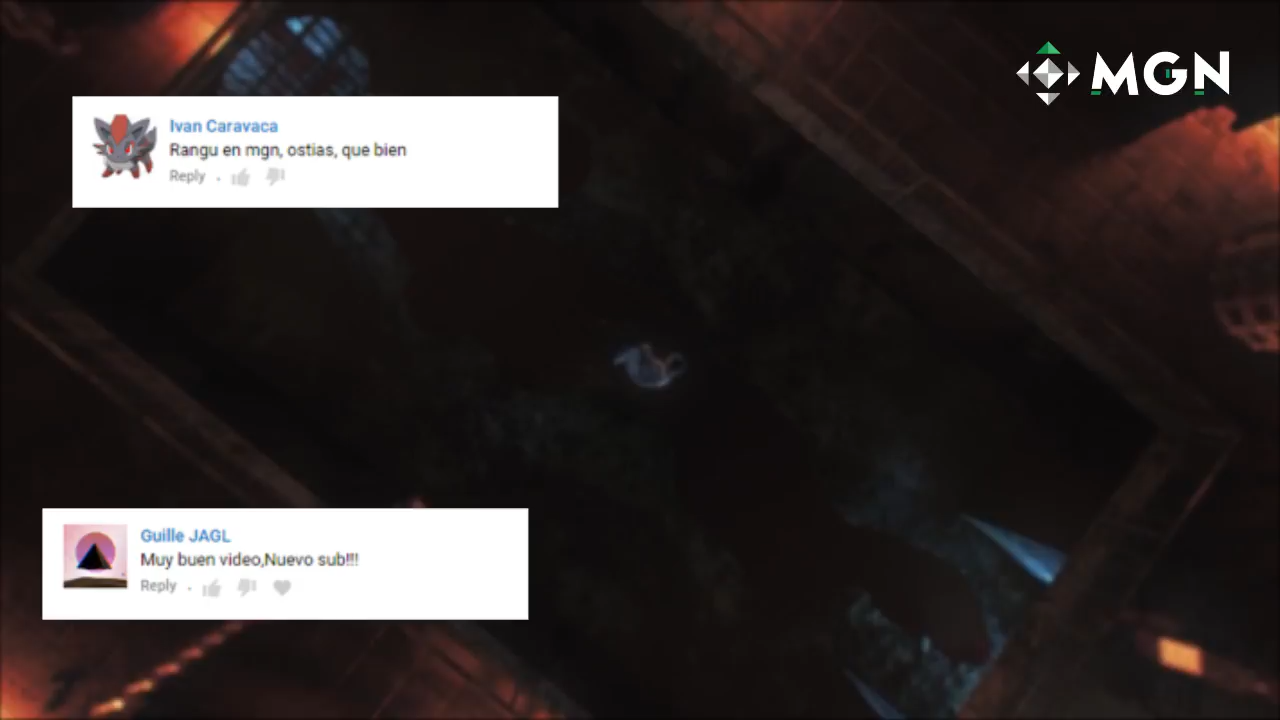 MGN
Ivan Caravaca
Rangu en mgn, ostias, que bien
Reply
Guille JAGL
Muy buen video,Nuevo sub!!!
Reply